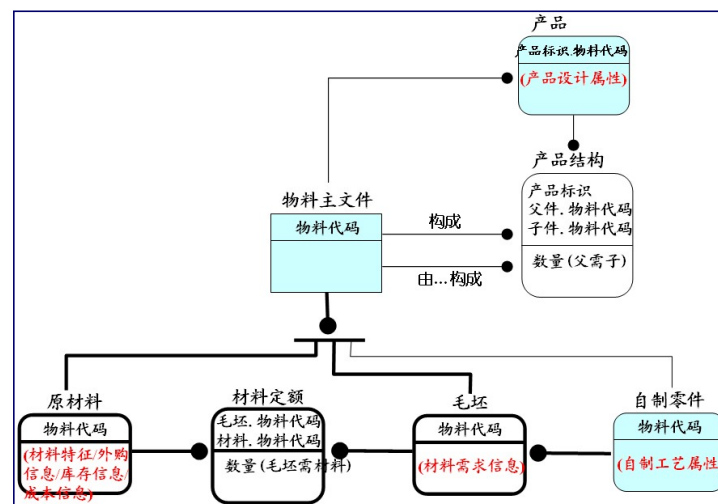 产品
产品标识.物料代码
(产品设计属性)
产品结构
产品标识
父件.物料代码
子件.物料代码
数量(父需子)
物料主文件
物料代码
构成
由...构成
原材料
物料代码
(材料特征/外购
信息/库存信息/
成本信息)
材料定额
毛坯.物料代码
材料.物料代码
数量(毛坯需材料)
毛坯
物料代码
(材料需求信息)
自制零件
物料代码
(自制工艺属性)